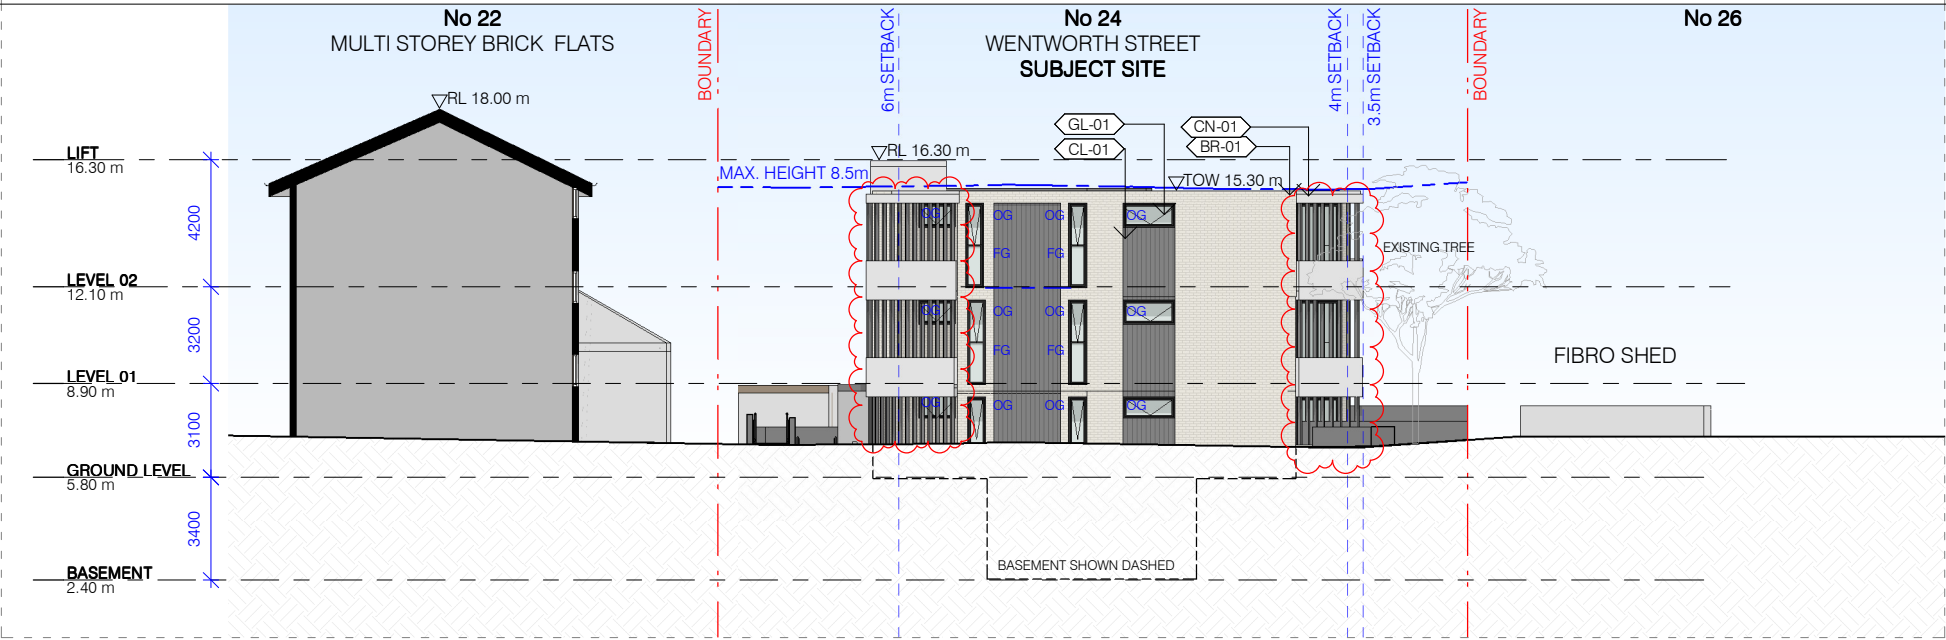 No 22
MULTI STOREY BRICK FLATS
BOUNDARY
6m SETBACK
No 24
WENTWORTH STREET
SUBJECT SITE
4m SETBACK
3.5m SETBACK
BOUNDARY
No 26
RL 18.00 m
GL-01
CN-01
CL-01
BR-01
LIFT
16.30 m
RL 16.30 m
MAX. HEIGHT 8.5m
TOW 15.30 m
4200
OG
OG
OG
OG
FG
FG
EXISTING TREE
LEVEL 02
12.10 m
3200
OG
OG
OG
OG
FG
FG
FIBRO SHED
LEVEL 01
8.90 m
3100
OG
OG
OG
OG
GROUND LEVEL
5.80 m
3400
BASEMENT SHOWN DASHED
BASEMENT
2.40 m